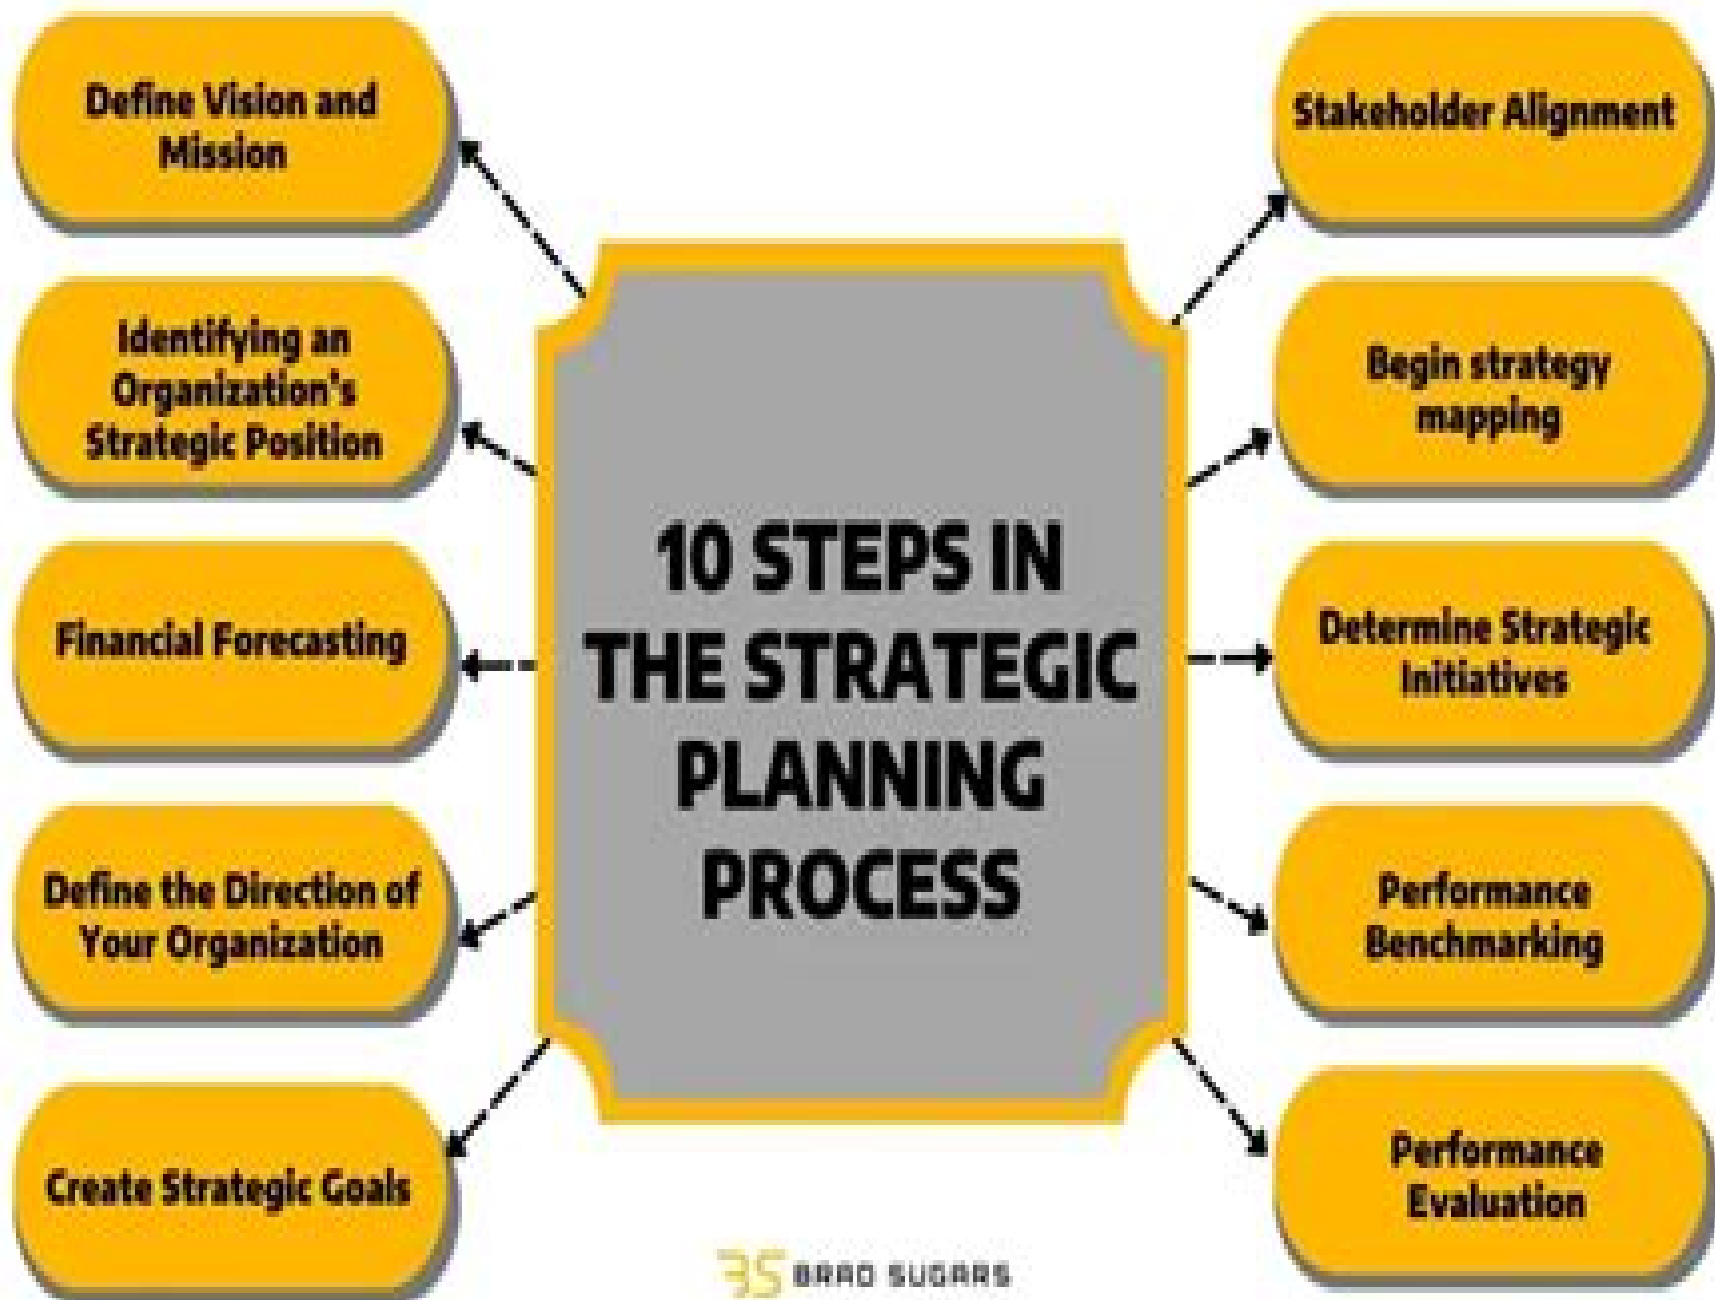 Define Vision and
Mission
Identifying an
Organization's
Strategic Position
Financial Forecasting
Define the Direction of
Your Organization
Create Strategic Goals
10 STEPS IN
THE STRATEGIC
PLANNING
PROCESS
Stakeholder Alignment
Begin strategy
mapping
Determine Strategic
Initiatives
Performance
Benchmarking
Performance
Evaluation
BS BRAD SUGARS